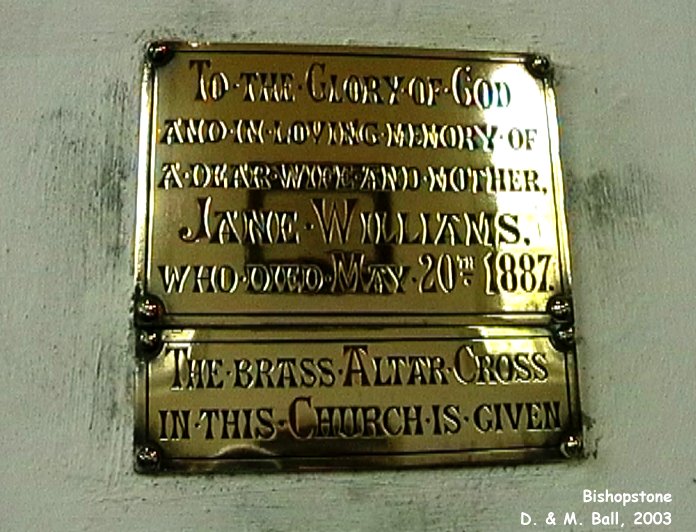 To·the·Glory·of·God
and·in·loving·memory·of
a·dear·wife·and·mother,
Jane·Williams,
who·died·May·20th·1887.
The·brass·Altar·Cross
in·this·Church·is·given
Bishopstone
D. & M. Ball, 2003